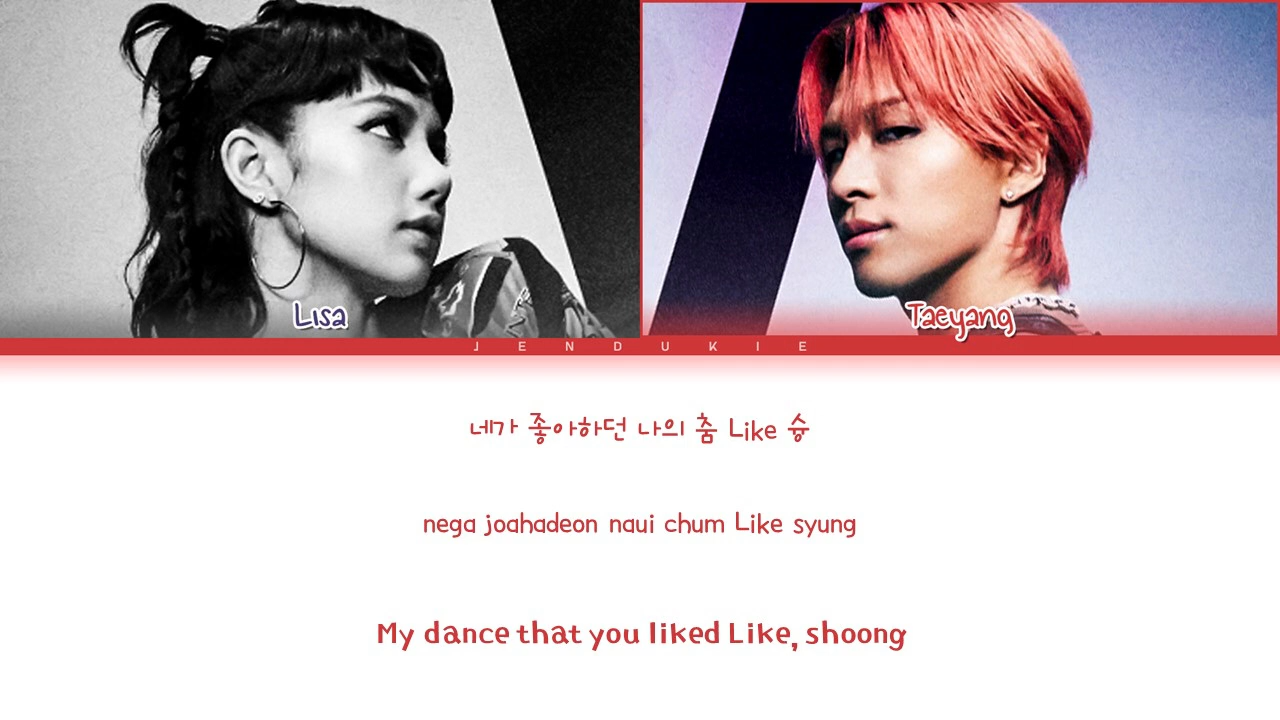 Lisa
Taeyang
JENDUKIE
네가 좋아하던 나의 춤 Like 슝
nega joahadeon naui chum Like syung
My dance that you liked Like, shoong